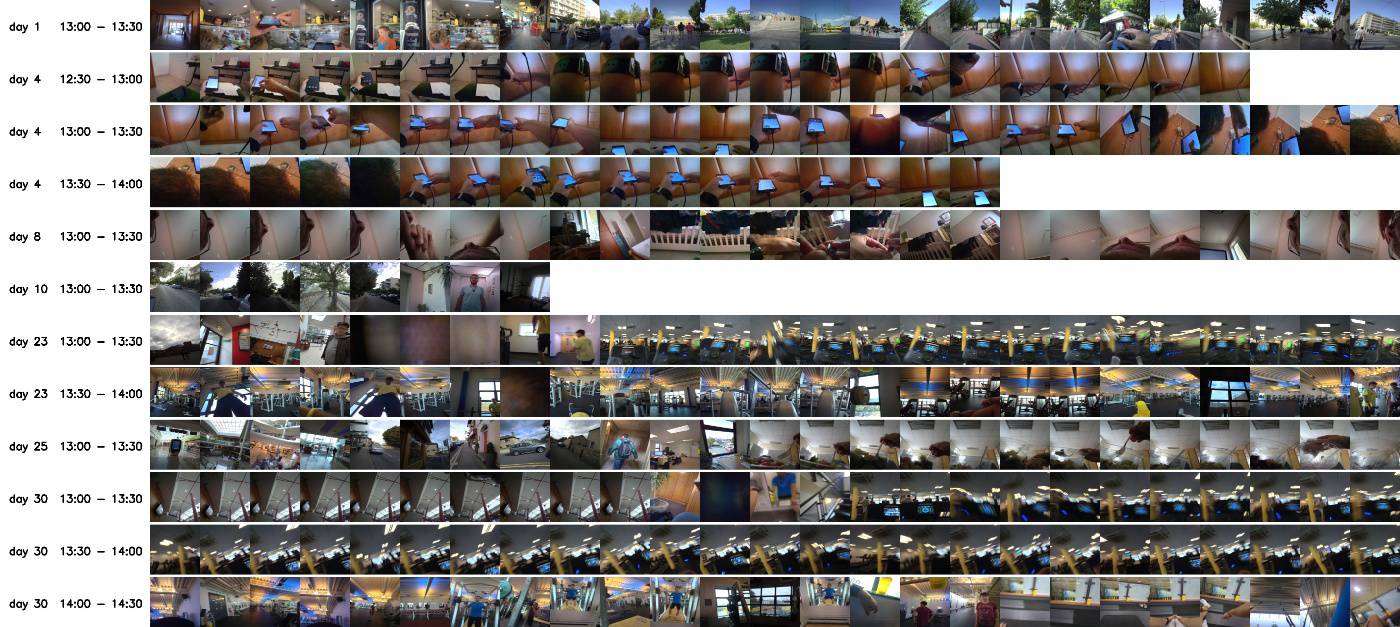 day 1 13:00 – 13:30
day 4 12:30 – 13:00
day 4 13:00 – 13:30
day 4 13:30 – 14:00
day 8 13:00 – 13:30
day 10 13:00 – 13:30
day 23 13:00 – 13:30
day 23 13:30 – 14:00
day 25 13:00 – 13:30
day 30 13:00 – 13:30
day 30 13:30 – 14:00
day 30 14:00 – 14:30